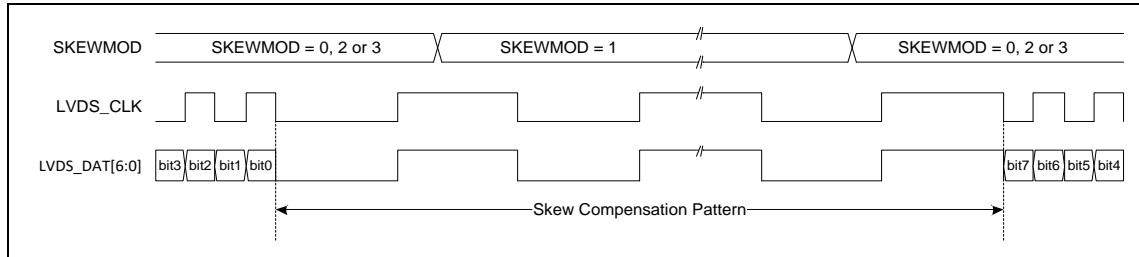 SKEWMOD SKEWMOD = 0, 2 or 3 SKEWMOD = 1 SKEWMOD = 0, 2 or 3
LVDS_CLK
LVDS_DAT[6:0] bit3 bit2 bit1 bit0 bit7 bit6 bit5 bit4
Skew Compensation Pattern